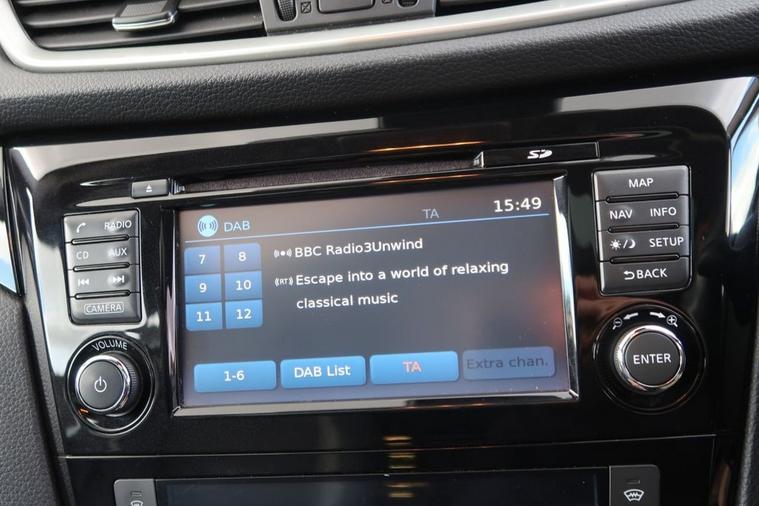 SD
MAP
RADIO
NAV INFO
CD AUX
SETUP
BACK
CAMERA
DAB
TA
15:49
7 8
9 10
11 12
BBC Radio3Unwind
(RT) Escape into a world of relaxing
classical music
1-6
DAB List
TA
Extra chan.
VOLUME
ENTER